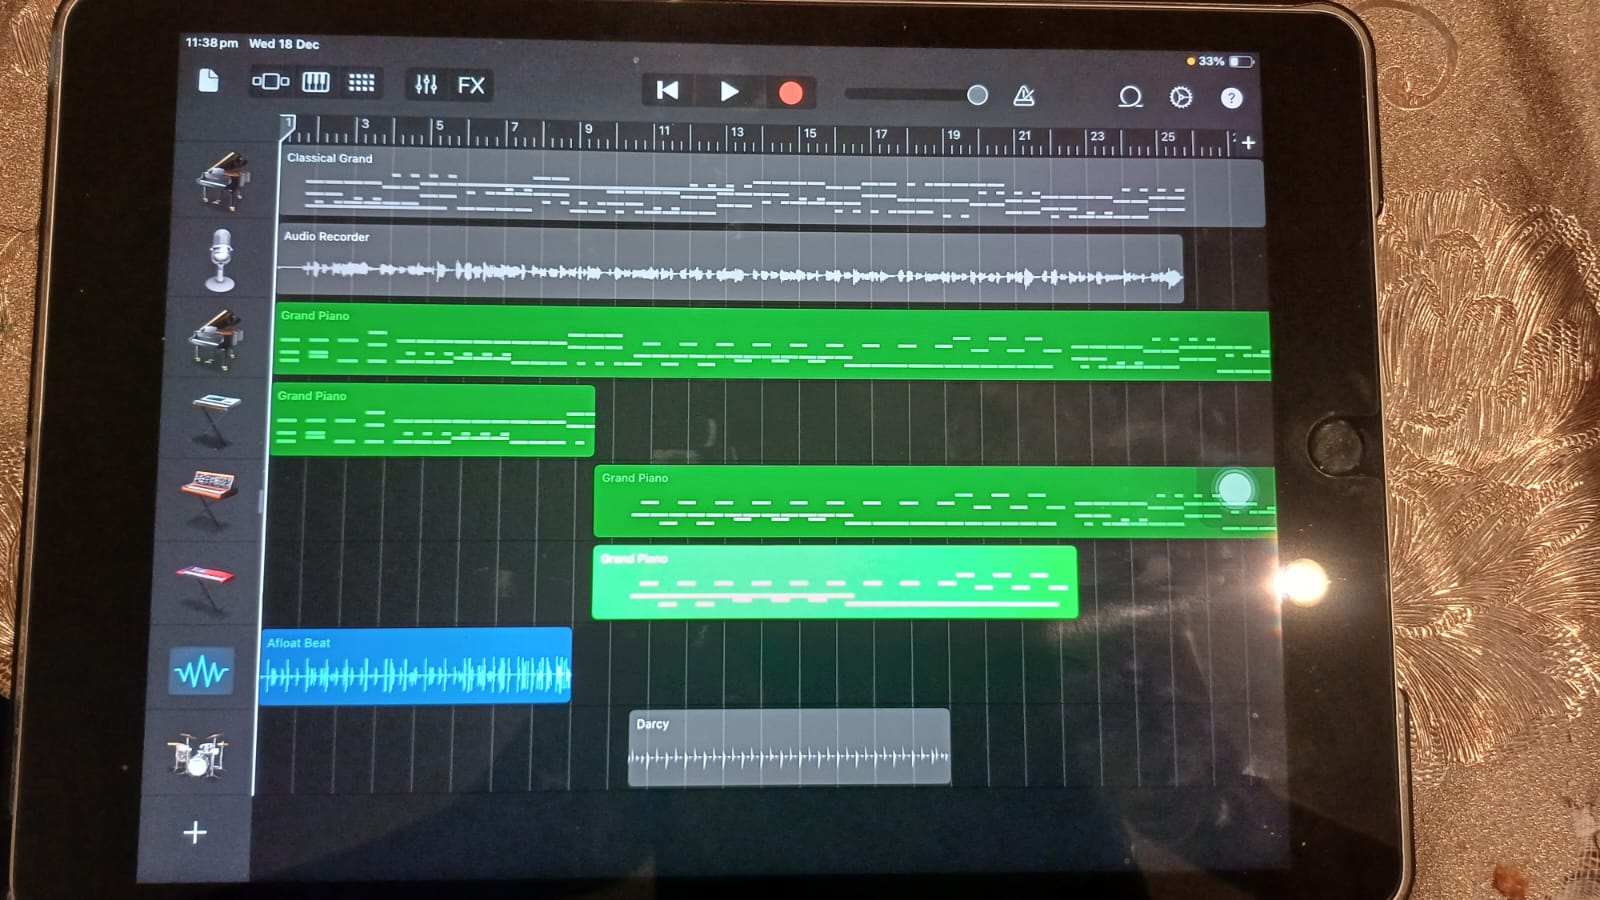 11:38 pm Wed 18 Dec
33%
FX
?
1 3 5 7 9 11 13 15 17 19 21 23 25
Classical Grand
Audio Recorder
Grand Piano
Grand Piano
Grand Piano
Grand Piano
Afloat Beat
Darcy